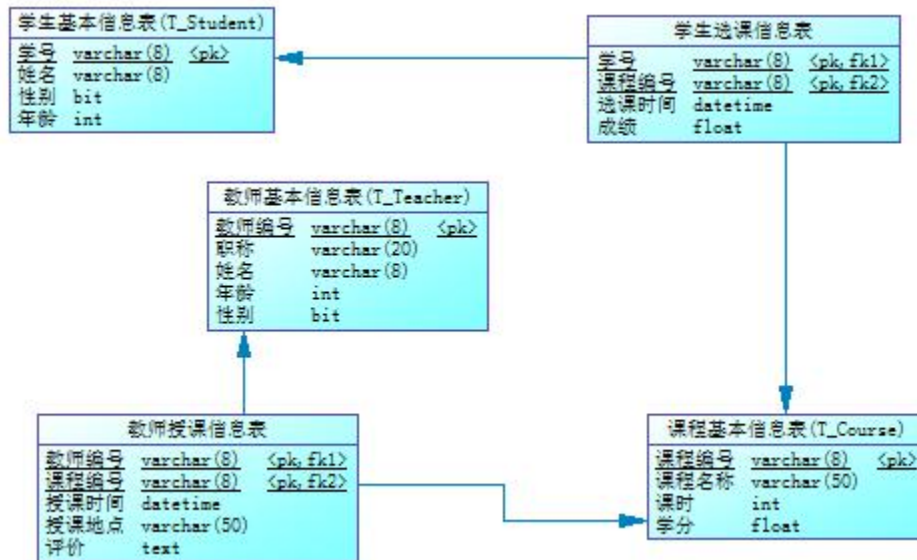 学生基本信息表(T_Student)
学号 varchar(8) <pk>
姓名 varchar(8)
性别 bit
年龄 int
学生选课信息表
学号 varchar(8) <pk,fk1>
课程编号 varchar(8) <pk,fk2>
选课时间 datetime
成绩 float
教师基本信息表(T_Teacher)
教师编号 varchar(8) <pk>
职称 varchar(20)
姓名 varchar(8)
年龄 int
性别 bit
教师授课信息表
教师编号 varchar(8) <pk,fk1>
课程编号 varchar(8) <pk,fk2>
授课时间 datetime
授课地点 varchar(50)
评价 text
课程基本信息表(T_Course)
课程编号 varchar(8) <pk>
课程名称 varchar(50)
课时 int
学分 float